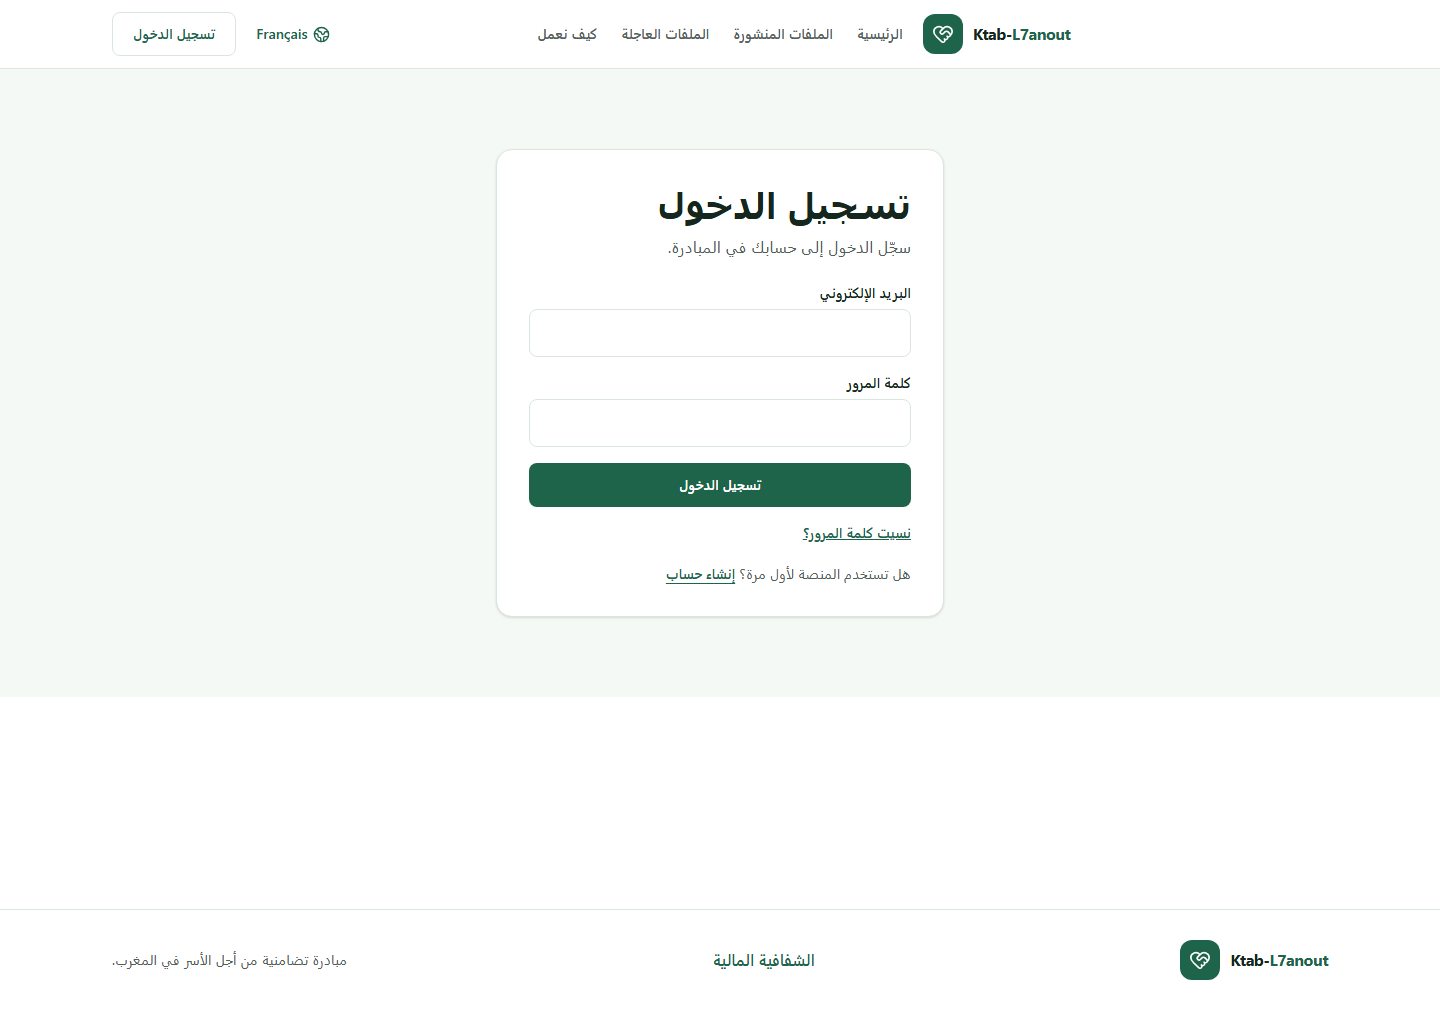 Ktab-L7anout
الرئيسية
الملفات المنشورة
الملفات العاجلة
كيف نعمل
Français
تسجيل الدخول
تسجيل الدخول
سجّل الدخول إلى حسابك في المبادرة.
البريد الإلكتروني
كلمة المرور
تسجيل الدخول
نسيت كلمة المرور؟
هل تستخدم المنصة لأول مرة؟ إنشاء حساب
Ktab-L7anout
الشفافية المالية
مبادرة تضامنية من أجل الأسر في المغرب.